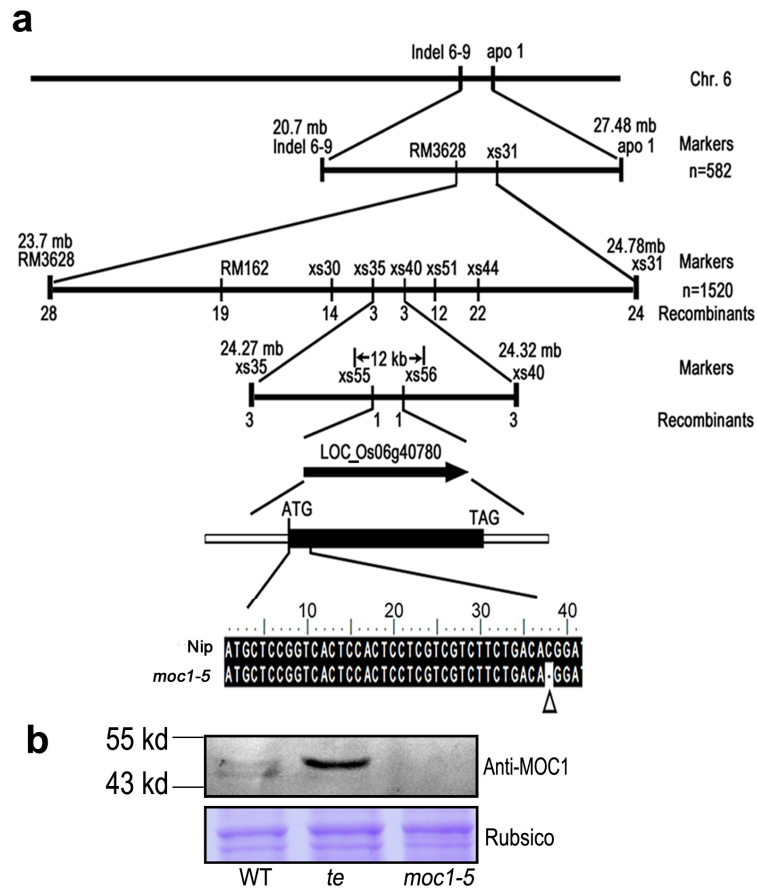 a
Indel 6-9 apo 1
Chr. 6
20.7 mb 27.48 mb
Indel 6-9 RM3628 xs31 apo 1 Markers
n=582
23.7 mb 24.78mb
RM3628 RM162 xs30 xs35 xs40 xs51 xs44 xs31 Markers
n=1520
28 19 14 3 3 12 22 24 Recombinants
24.27 mb 12 kb 24.32 mb
xs35 xs55 xs56 xs40 Markers
3 1 1 3 Recombinants
LOC_Os06g40780
ATG TAG
10 20 30 40
Nip ATGCTCCGGTCACTCCACTCCTCGTCGTCTTCTGACACGGAT
moc1-5 ATGCTCCGGTCACTCCACTCCTCGTCGTCTTCTGACA·GGAT
b
55 kd
43 kd
Anti-MOC1
Rubsico
WT te moc1-5